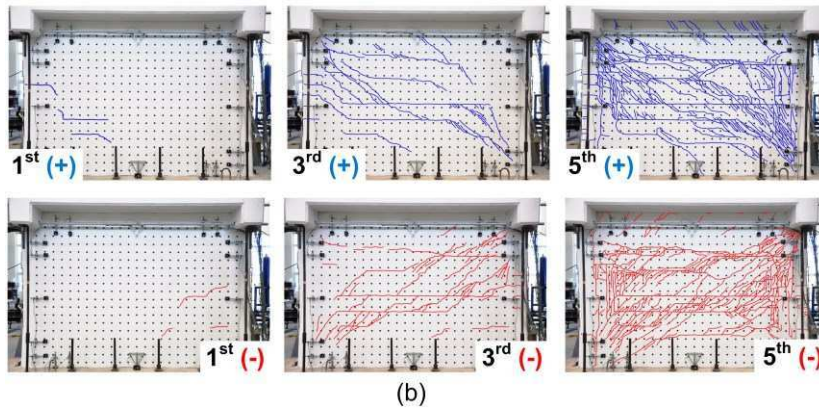 1st (+)
3rd (+)
5th (+)
1st (-)
3rd (-)
5th (-)
(b)